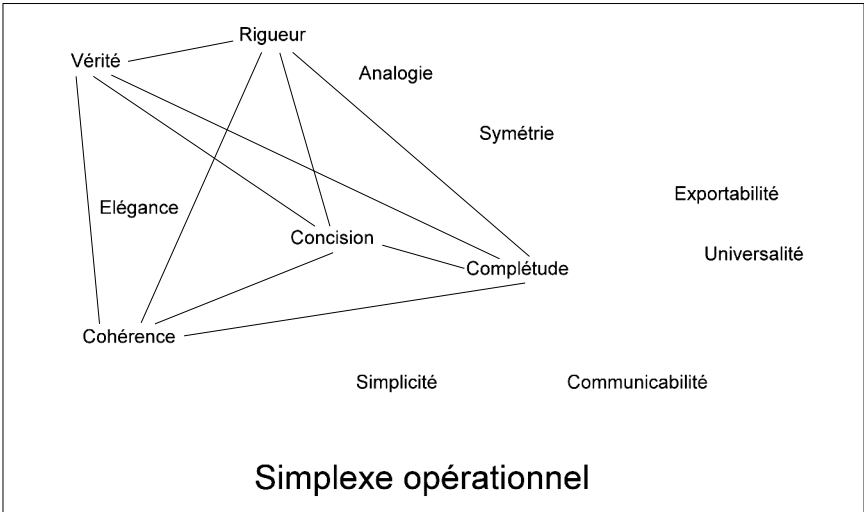 Rigueur
Vérité
Analogie
Symétrie
Exportabilité
Elégance
Concision
Universalité
Complétude
Cohérence
Simplicité
Communicabilité
Simplexe opérationnel